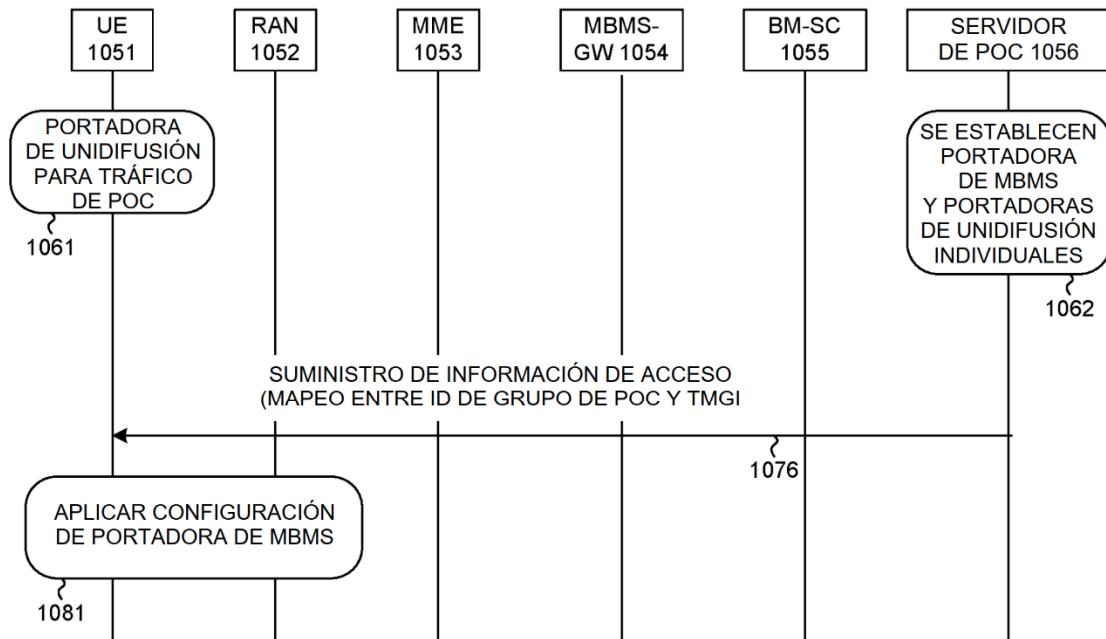 UE
1051
RAN
1052
MME
1053
MBMS-
GW 1054
BM-SC
1055
SERVIDOR
DE POC 1056
PORTADORA
DE UNIDIFUSIÓN
PARA TRÁFICO
DE POC
1061
SE ESTABLECEN
PORTADORA
DE MBMS
Y PORTADORAS
DE UNIDIFUSIÓN
INDIVIDUALES
1062
SUMINISTRO DE INFORMACIÓN DE ACCESO
(MAPEO ENTRE ID DE GRUPO DE POC Y TMGI
1076
APLICAR CONFIGURACIÓN
DE PORTADORA DE MBMS
1081